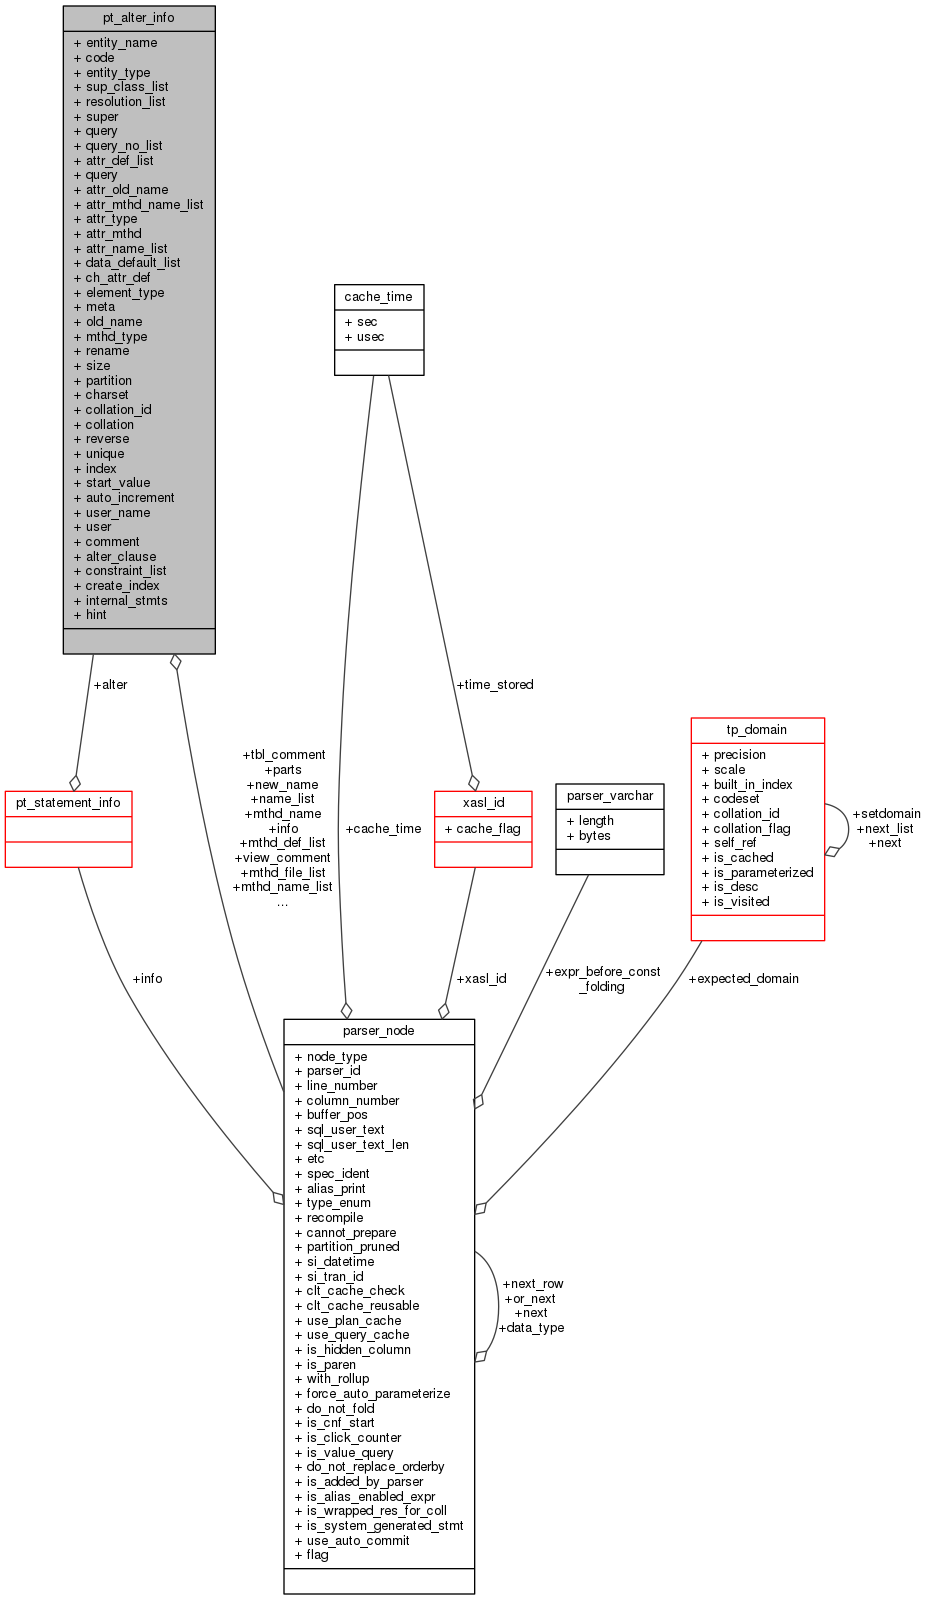 pt_alter_info
+ entity_name
+ code
+ entity_type
+ sup_class_list
+ resolution_list
+ super
+ query
+ query_no_list
+ attr_def_list
+ query
+ attr_old_name
+ attr_mthd_name_list
+ attr_type
+ attr_mthd
+ attr_name_list
+ data_default_list
+ ch_attr_def
+ element_type
+ meta
+ old_name
+ mthd_type
+ rename
+ size
+ partition
+ charset
+ collation_id
+ collation
+ reverse
+ unique
+ index
+ start_value
+ auto_increment
+ user_name
+ user
+ comment
+ alter_clause
+ constraint_list
+ create_index
+ internal_stmts
+ hint
cache_time
+ sec
+ usec
+alter
+time_stored
pt_statement_info
+tbl_comment
+parts
+new_name
+name_list
+mthd_name
+info
+mthd_def_list
+view_comment
+mthd_file_list
+mthd_name_list
...
+cache_time
xasl_id
+ cache_flag
parser_varchar
+ length
+ bytes
tp_domain
+ precision
+ scale
+ built_in_index
+ codeset
+ collation_id
+ collation_flag
+ self_ref
+ is_cached
+ is_parameterized
+ is_desc
+ is_visited
+setdomain
+next_list
+next
+info
+xasl_id
+expr_before_const
_folding
+expected_domain
parser_node
+ node_type
+ parser_id
+ line_number
+ column_number
+ buffer_pos
+ sql_user_text
+ sql_user_text_len
+ etc
+ spec_ident
+ alias_print
+ type_enum
+ recompile
+ cannot_prepare
+ partition_pruned
+ si_datetime
+ si_tran_id
+ clt_cache_check
+ clt_cache_reusable
+ use_plan_cache
+ use_query_cache
+ is_hidden_column
+ is_paren
+ with_rollup
+ force_auto_parameterize
+ do_not_fold
+ is_cnf_start
+ is_click_counter
+ is_value_query
+ do_not_replace_orderby
+ is_added_by_parser
+ is_alias_enabled_expr
+ is_wrapped_res_for_coll
+ is_system_generated_stmt
+ use_auto_commit
+ flag
+next_row
+or_next
+next
+data_type